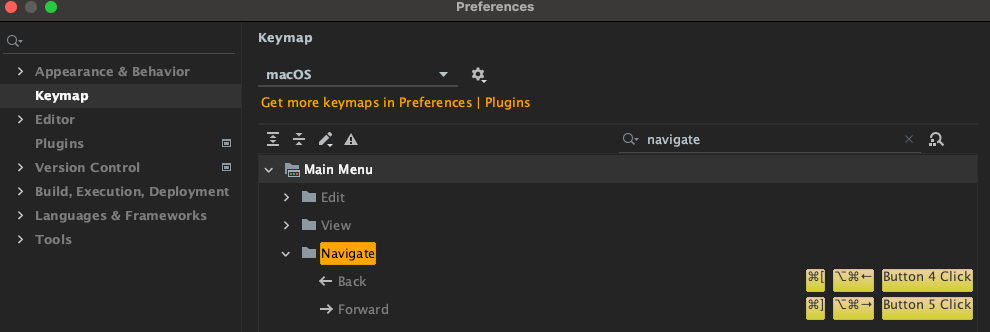 Preferences
Keymap
macOS
Get more keymaps in Preferences | Plugins
navigate
Appearance & Behavior
Keymap
Editor
Plugins
Version Control
Build, Execution, Deployment
Languages & Frameworks
Tools
Main Menu
Edit
View
Navigate
Back ⌘[ ⌥⌘← Button 4 Click
Forward ⌘] ⌥⌘→ Button 5 Click